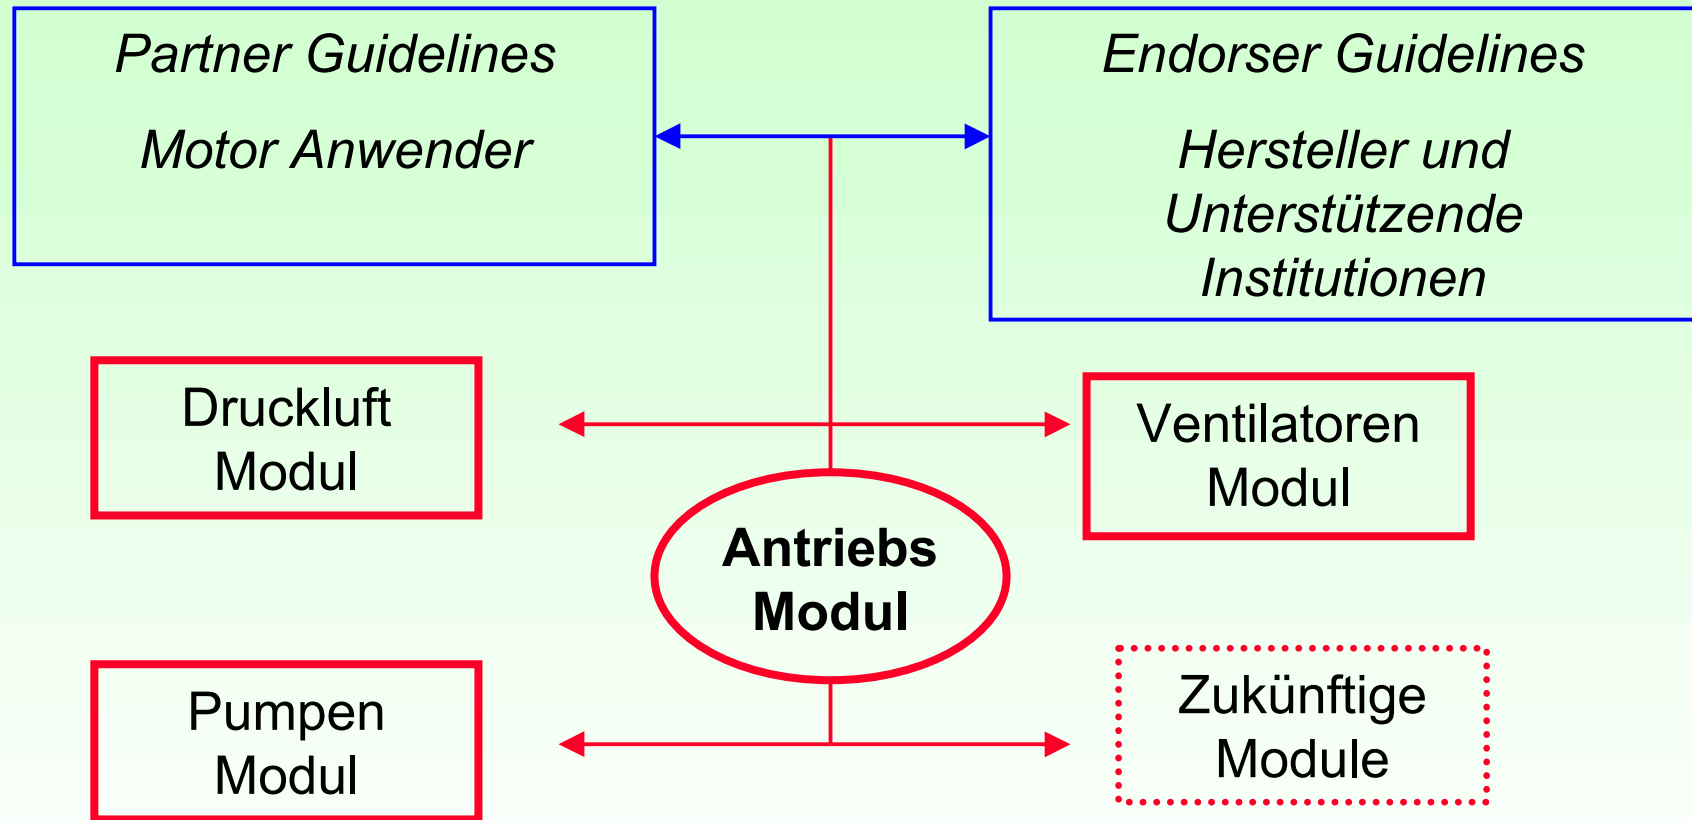 Partner Guidelines
Motor Anwender
Endorser Guidelines
Hersteller und
Unterstützende
Institutionen
Druckluft
Modul
Ventilatoren
Modul
Antriebs
Modul
Pumpen
Modul
Zukünftige
Module